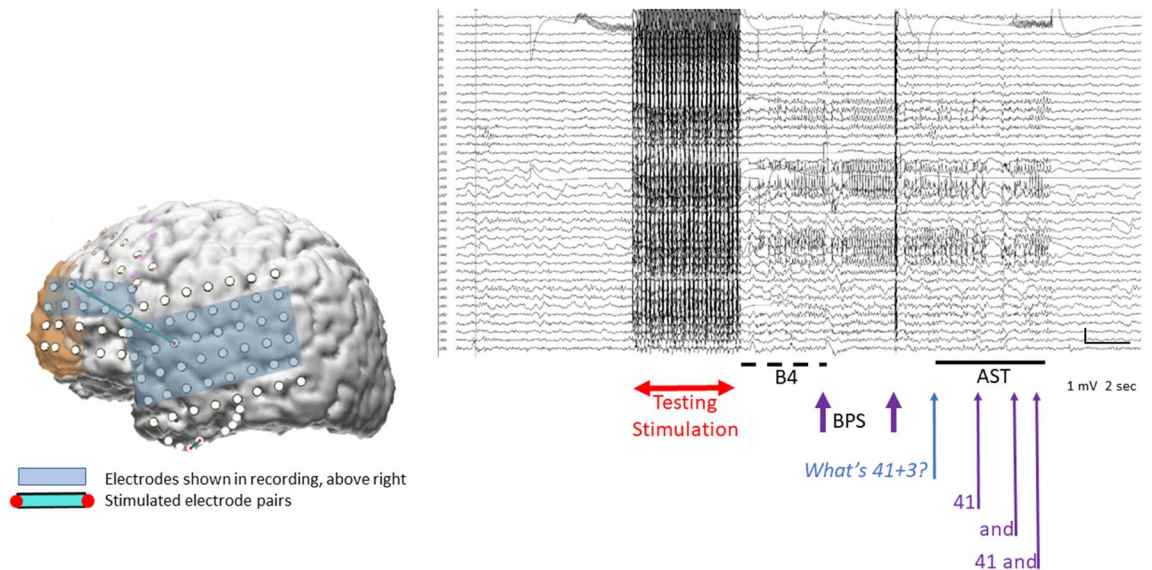 Electrodes shown in recording, above right
Stimulated electrode pairs
B4
AST
1 mV 2 sec
Testing
Stimulation
BPS
What's 41+3?
41
and
41 and